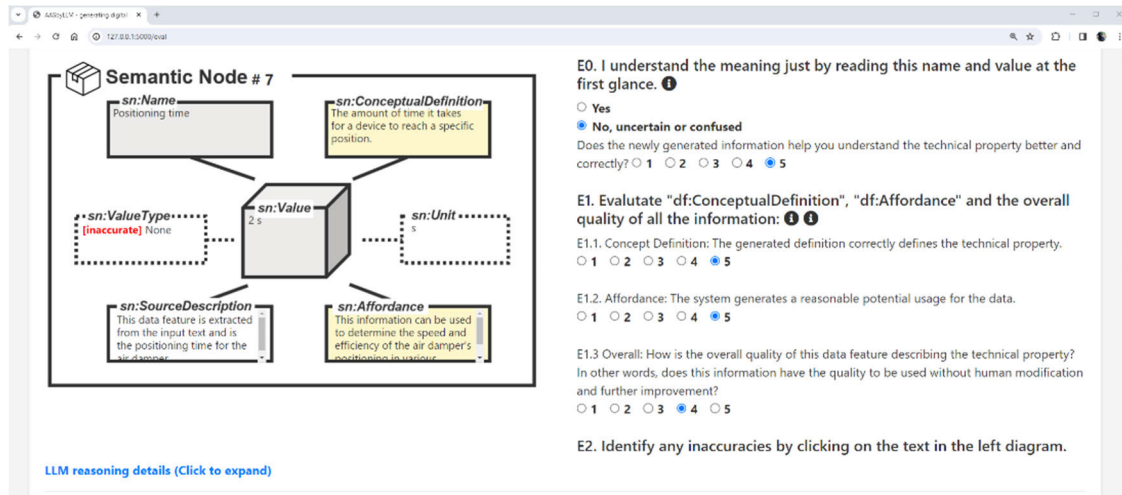 AASbyLLM - generating digital
127.0.0.1:5000/eval
Semantic Node # 7
sn:Name
Positioning time
sn:ConceptualDefinition
The amount of time it takes
for a device to reach a specific
position.
sn:ValueType
[inaccurate] None
sn:Value
2 s
sn:Unit
s
sn:SourceDescription
This data feature is extracted
from the input text and is
the positioning time for the
air damper
sn:Affordance
This information can be used
to determine the speed and
efficiency of the air damper's
positioning in various
LLM reasoning details (Click to expand)
E0. I understand the meaning just by reading this name and value at the
first glance.
Yes
No, uncertain or confused
Does the newly generated information help you understand the technical property better and
correctly? 1 2 3 4 5
E1. Evalutate "df:ConceptualDefinition", "df:Affordance" and the overall
quality of all the information:
E1.1. Concept Definition: The generated definition correctly defines the technical property.
1 2 3 4 5
E1.2. Affordance: The system generates a reasonable potential usage for the data.
1 2 3 4 5
E1.3 Overall: How is the overall quality of this data feature describing the technical property?
In other words, does this information have the quality to be used without human modification
and further improvement?
1 2 3 4 5
E2. Identify any inaccuracies by clicking on the text in the left diagram.